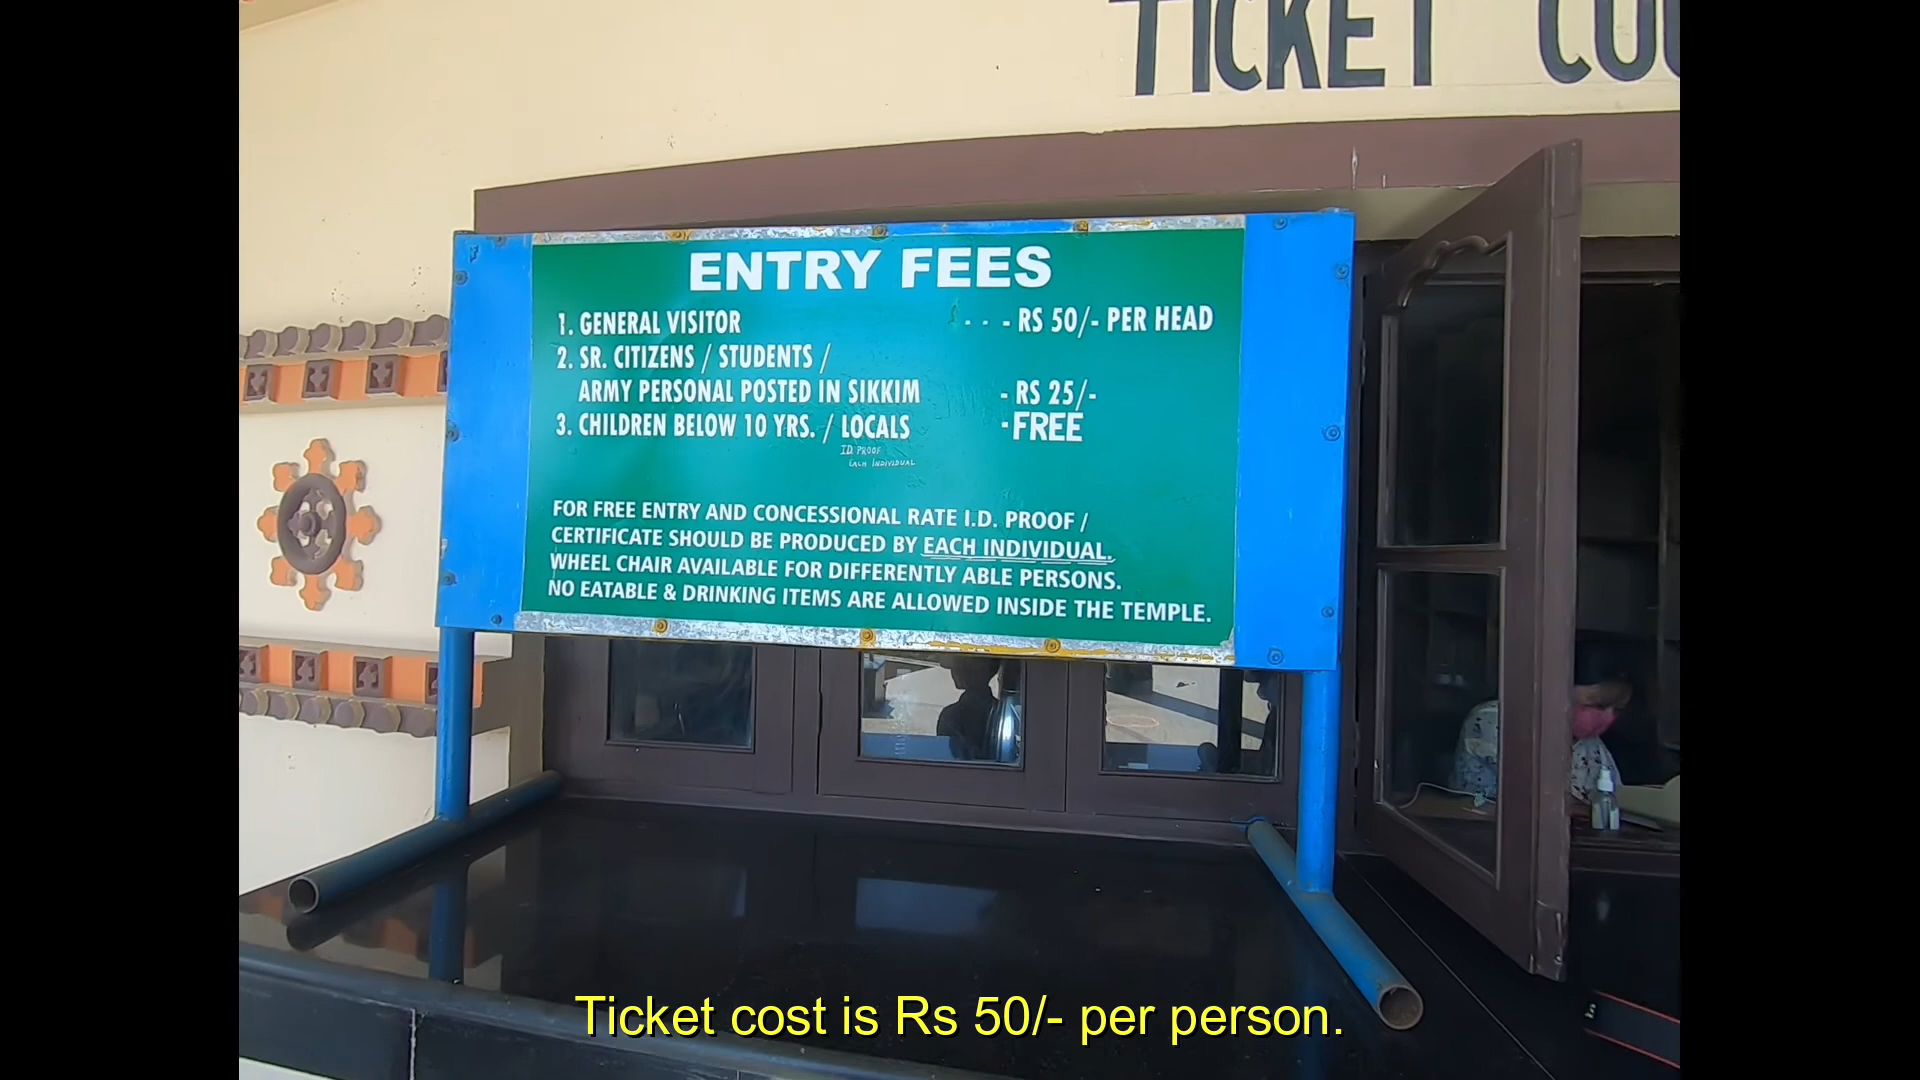 TICKET
ENTRY FEES
1. GENERAL VISITOR - - - RS 50/- PER HEAD
2. SR. CITIZENS / STUDENTS /
ARMY PERSONAL POSTED IN SIKKIM - RS 25/-
3. CHILDREN BELOW 10 YRS. / LOCALS - FREE
I.D. PROOF
EACH INDIVIDUAL
FOR FREE ENTRY AND CONCESSIONAL RATE I.D. PROOF /
CERTIFICATE SHOULD BE PRODUCED BY EACH INDIVIDUAL.
WHEEL CHAIR AVAILABLE FOR DIFFERENTLY ABLE PERSONS.
NO EATABLE & DRINKING ITEMS ARE ALLOWED INSIDE THE TEMPLE.
Ticket cost is Rs 50/- per person.